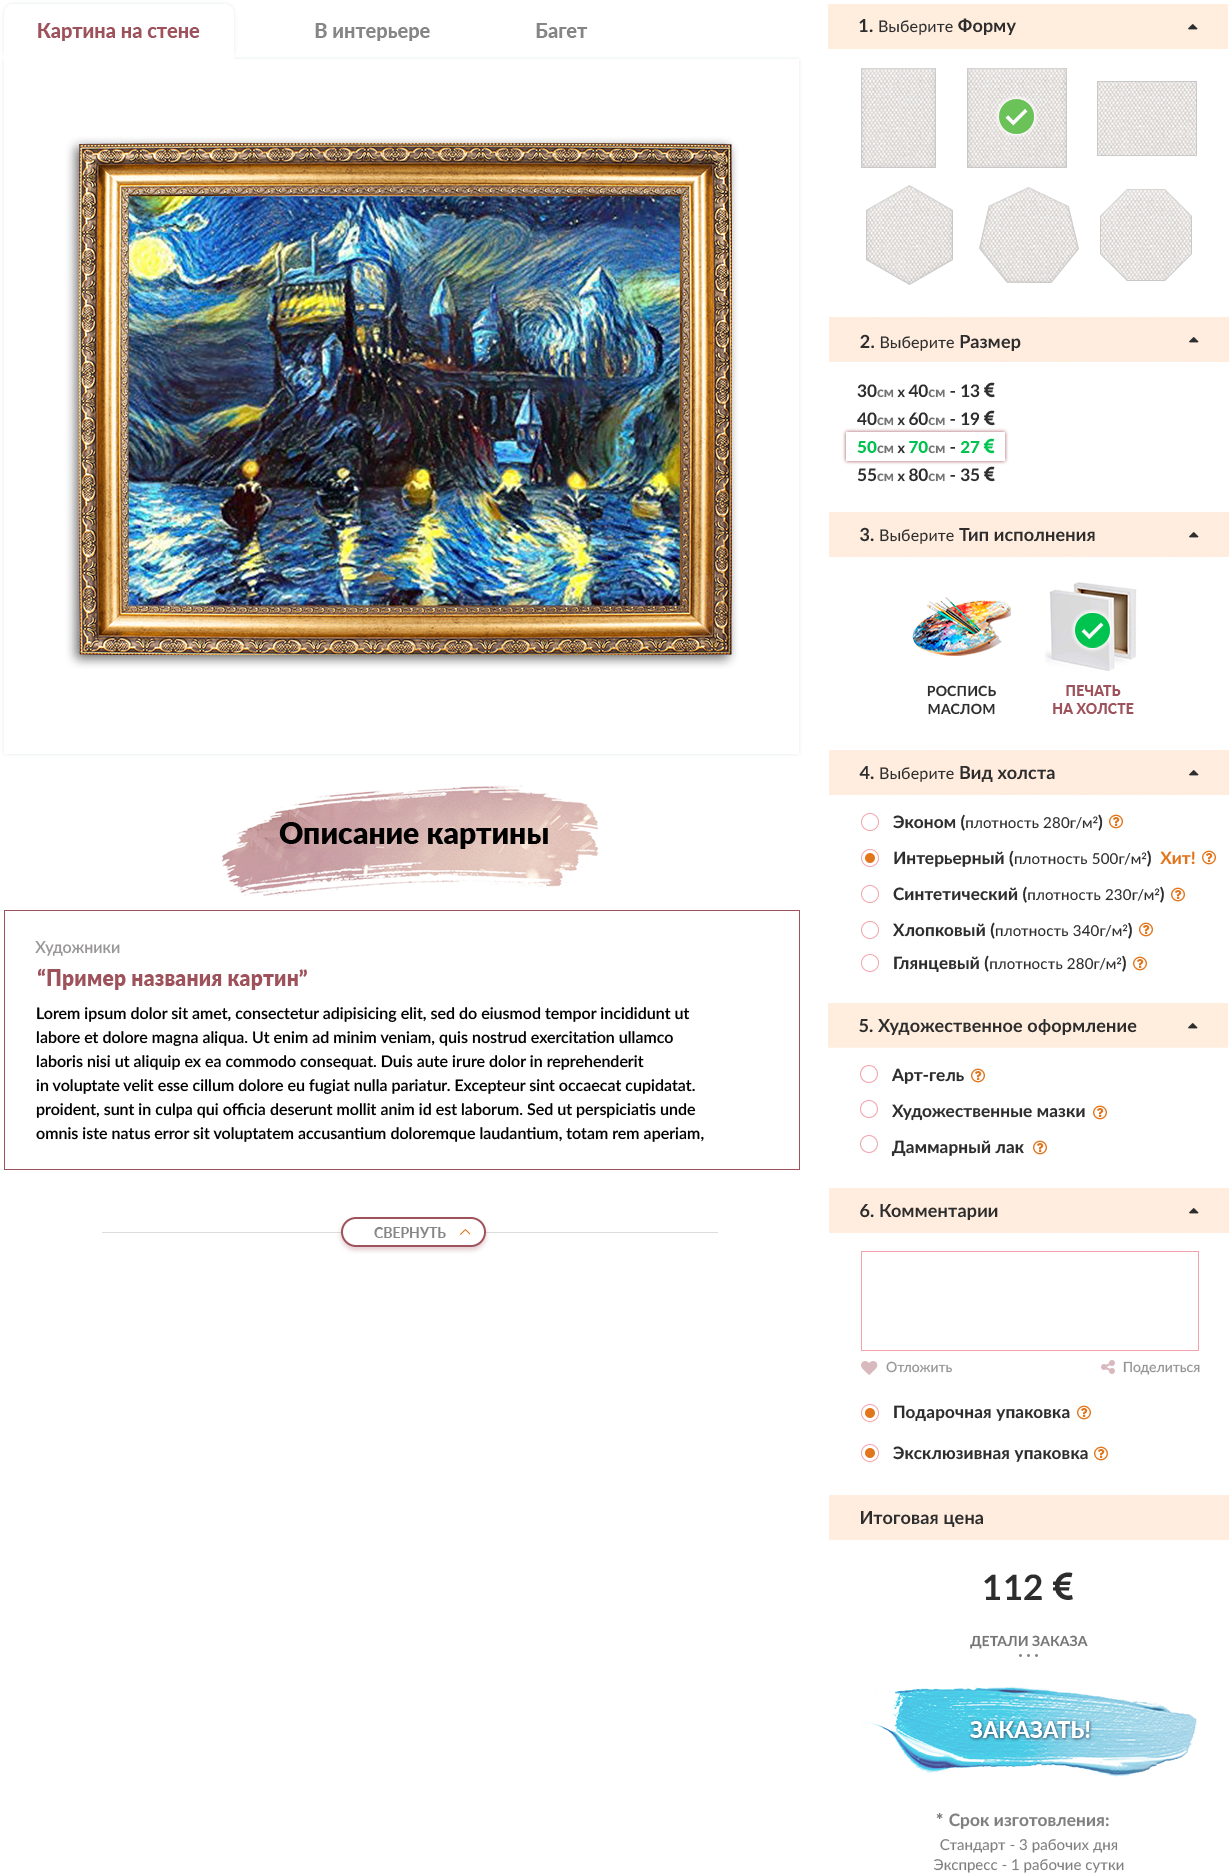 Картина на стене
В интерьере
Багет
Описание картины
Художники
“Пример названия картин”
Lorem ipsum dolor sit amet, consectetur adipisicing elit, sed do eiusmod tempor incididunt ut
labore et dolore magna aliqua. Ut enim ad minim veniam, quis nostrud exercitation ullamco
laboris nisi ut aliquip ex ea commodo consequat. Duis aute irure dolor in reprehenderit
in voluptate velit esse cillum dolore eu fugiat nulla pariatur. Excepteur sint occaecat cupidatat.
proident, sunt in culpa qui officia deserunt mollit anim id est laborum. Sed ut perspiciatis unde
omnis iste natus error sit voluptatem accusantium doloremque laudantium, totam rem aperiam,
СВЕРНУТЬ
1. Выберите Форму
2. Выберите Размер
30см x 40см - 13 €
40см x 60см - 19 €
50см x 70см - 27 €
55см x 80см - 35 €
3. Выберите Тип исполнения
РОСПИСЬ
МАСЛОМ
ПЕЧАТЬ
НА ХОЛСТЕ
4. Выберите Вид холста
Эконом (плотность 280г/м²) ?
Интерьерный (плотность 500г/м²) Хит! ?
Синтетический (плотность 230г/м²) ?
Хлопковый (плотность 340г/м²) ?
Глянцевый (плотность 280г/м²) ?
5. Художественное оформление
Арт-гель ?
Художественные мазки ?
Даммарный лак ?
6. Комментарии
Отложить
Поделиться
Подарочная упаковка ?
Эксклюзивная упаковка ?
Итоговая цена
112 €
ДЕТАЛИ ЗАКАЗА
...
ЗАКАЗАТЬ!
* Срок изготовления:
Стандарт - 3 рабочих дня
Экспресс - 1 рабочие сутки